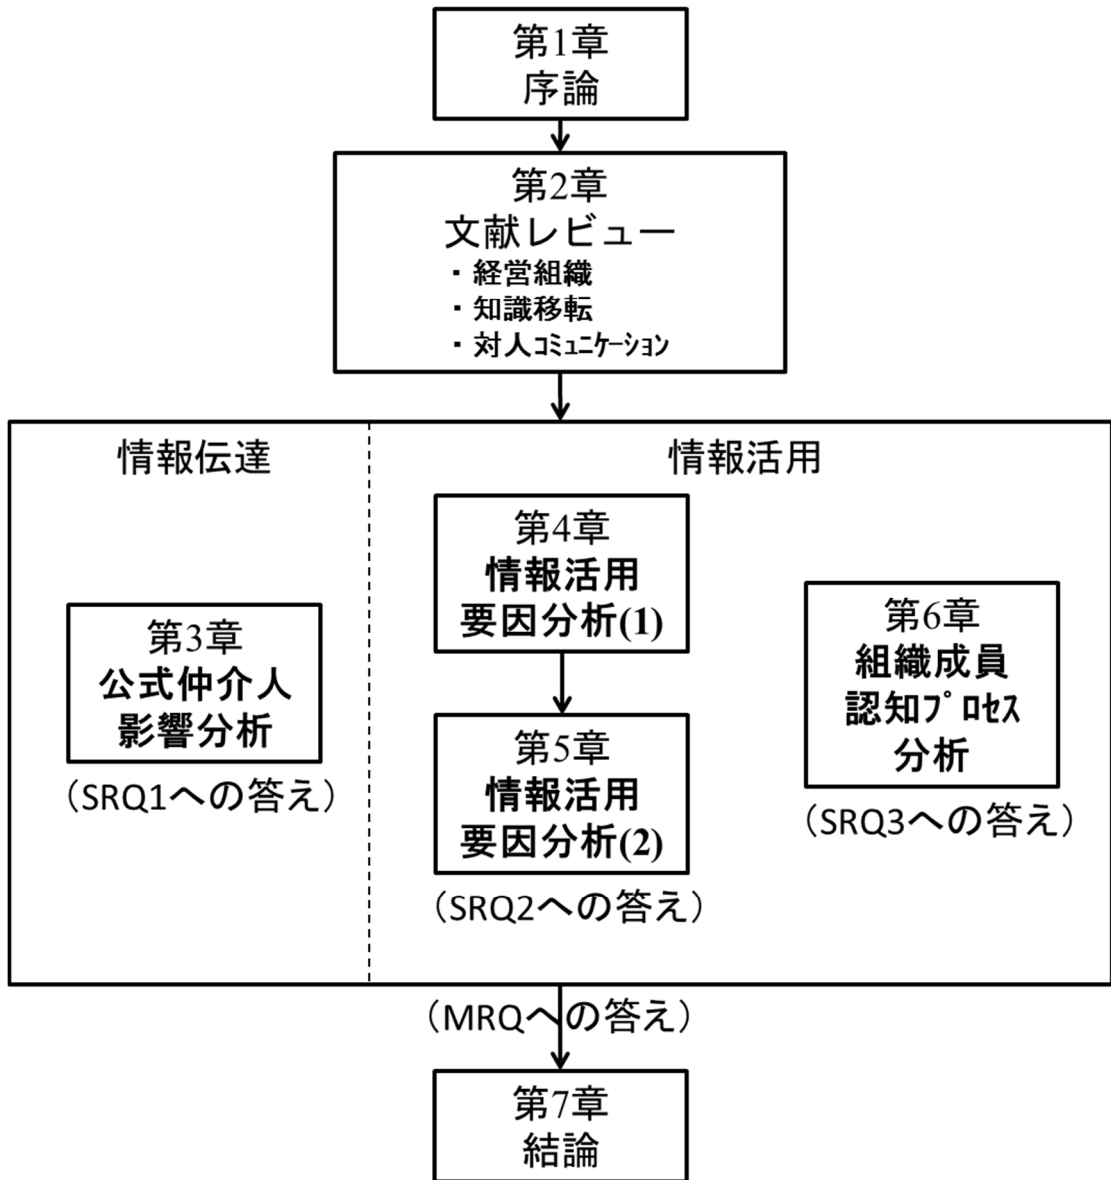 第1章
序論
第2章
文献レビュー
・経営組織
・知識移転
・対人ｺﾐｭﾆｹｰｼｮﾝ
情報伝達
第3章
公式仲介人
影響分析
（SRQ1への答え）
情報活用
第4章
情報活用
要因分析(1)
第5章
情報活用
要因分析(2)
（SRQ2への答え）
第6章
組織成員
認知ﾌﾟﾛｾｽ
分析
（SRQ3への答え）
（MRQへの答え）
第7章
結論